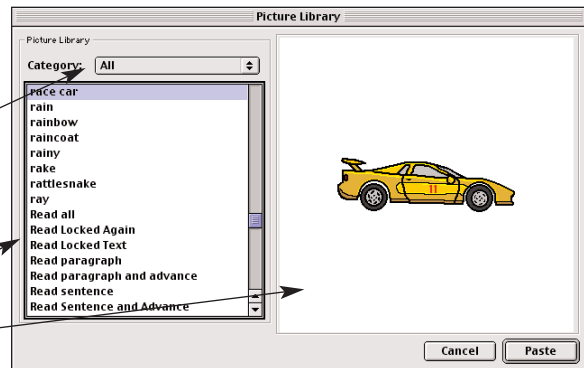 Picture Library
Picture Library
Category: All
race car
rain
rainbow
raincoat
rainy
rake
rattlesnake
ray
Read all
Read Locked Again
Read Locked Text
Read paragraph
Read paragraph and advance
Read sentence
Read Sentence and Advance
11
Cancel Paste